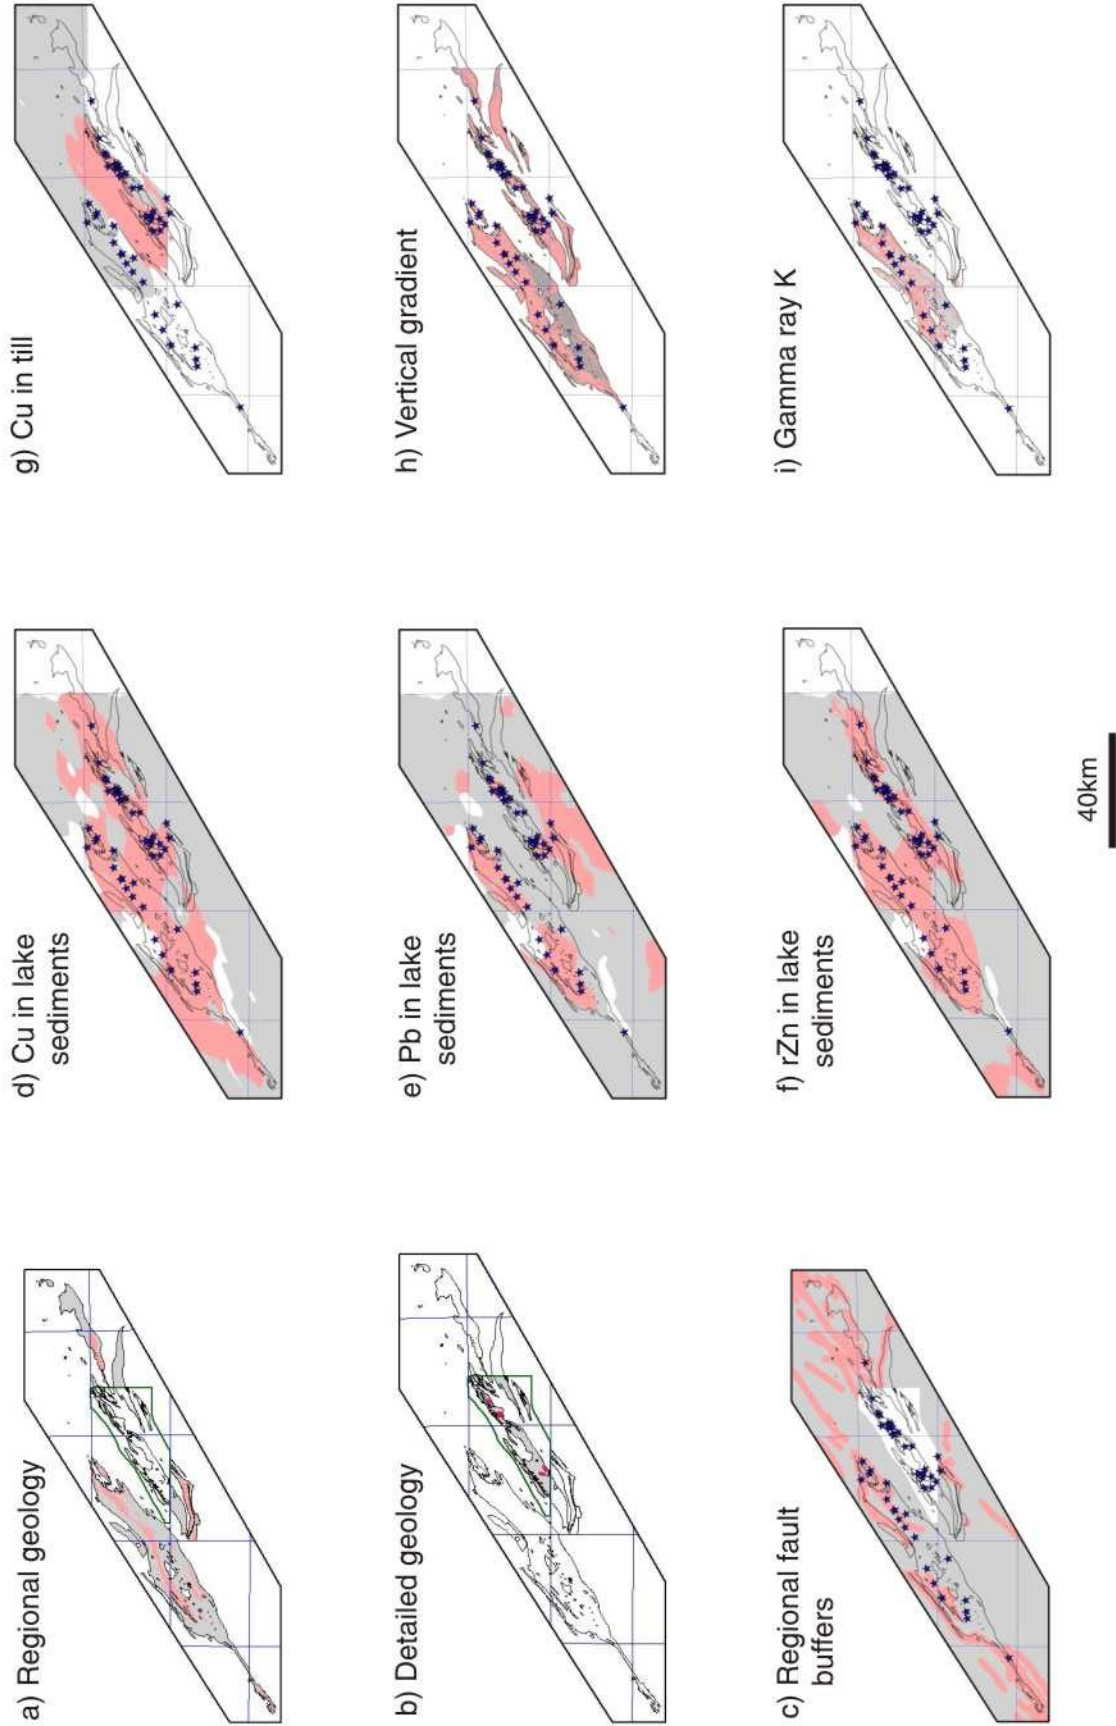 a) Regional geology
b) Detailed geology
c) Regional fault
buffers
d) Cu in lake
sediments
e) Pb in lake
sediments
f) rZn in lake
sediments
g) Cu in till
h) Vertical gradient
i) Gamma ray K
40km